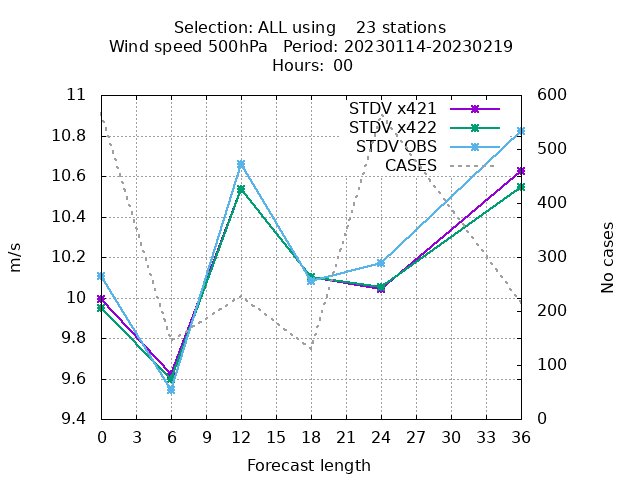 Selection: ALL using    23 stations
Wind speed 500hPa   Period: 20230114-20230219
Hours:  00
STDV x421
STDV x422
STDV OBS
CASES
11
10.8
10.6
10.4
10.2
10
9.8
9.6
9.4
m/s
600
500
400
300
200
100
0
No cases
0 3 6 9 12 15 18 21 24 27 30 33 36
Forecast length